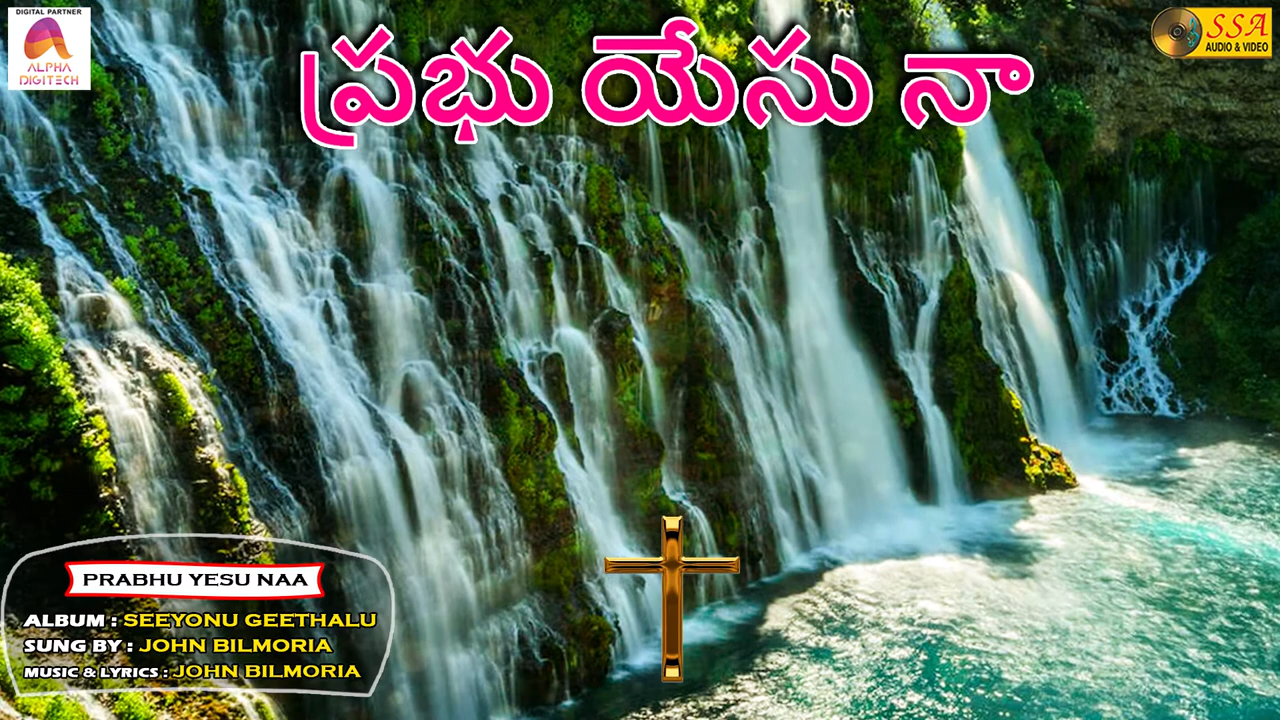 DIGITAL PARTNER
ALPHA
DIGITECH
ప్రభు యేసు నా
SSA
AUDIO & VIDEO
PRABHU YESU NAA
ALBUM : SEEYONU GEETHALU
SUNG BY : JOHN BILMORIA
MUSIC & LYRICS : JOHN BILMORIA